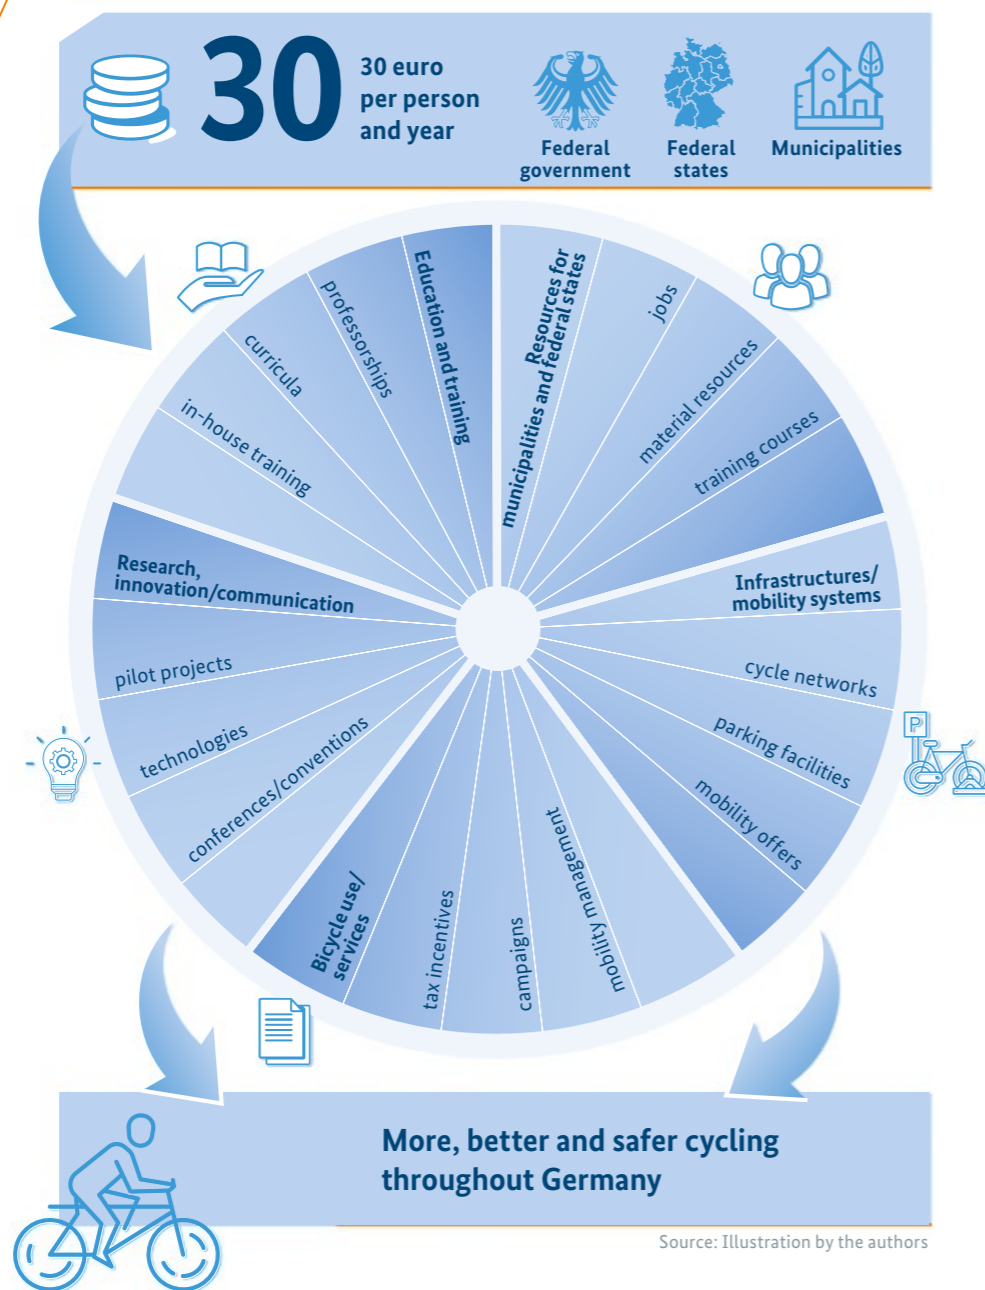 30
30 euro
per person
and year
Federal
government
Federal
states
Municipalities
Resources for
municipalities and federal states
jobs
material resources
training courses
Infrastructures/
mobility systems
cycle networks
parking facilities
mobility offers
mobility management
campaigns
tax incentives
Bicycle use/
services
conferences/conventions
technologies
pilot projects
Research,
innovation/communication
in-house training
curricula
professorships
Education and training
P
More, better and safer cycling
throughout Germany
Source: Illustration by the authors